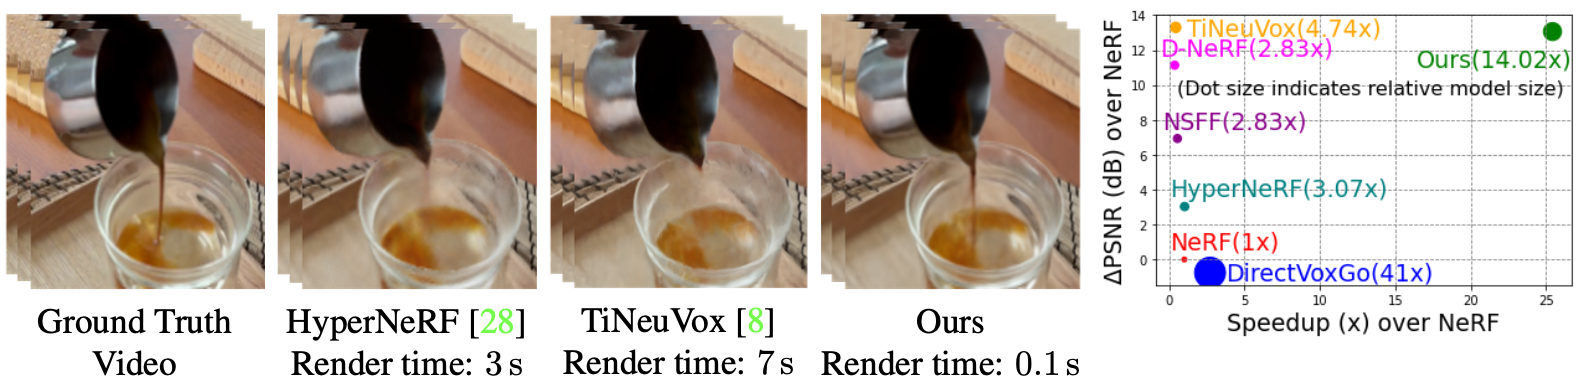 Ground Truth
Video
HyperNeRF [28]
Render time: 3 s
TiNeuVox [8]
Render time: 7 s
Ours
Render time: 0.1 s
ΔPSNR (dB) over NeRF
14
12
10
8
6
4
2
0
TiNeuVox(4.74x)
D-NeRF(2.83x)
Ours(14.02x)
(Dot size indicates relative model size)
NSFF(2.83x)
HyperNeRF(3.07x)
NeRF(1x)
DirectVoxGo(41x)
0 5 10 15 20 25
Speedup (x) over NeRF